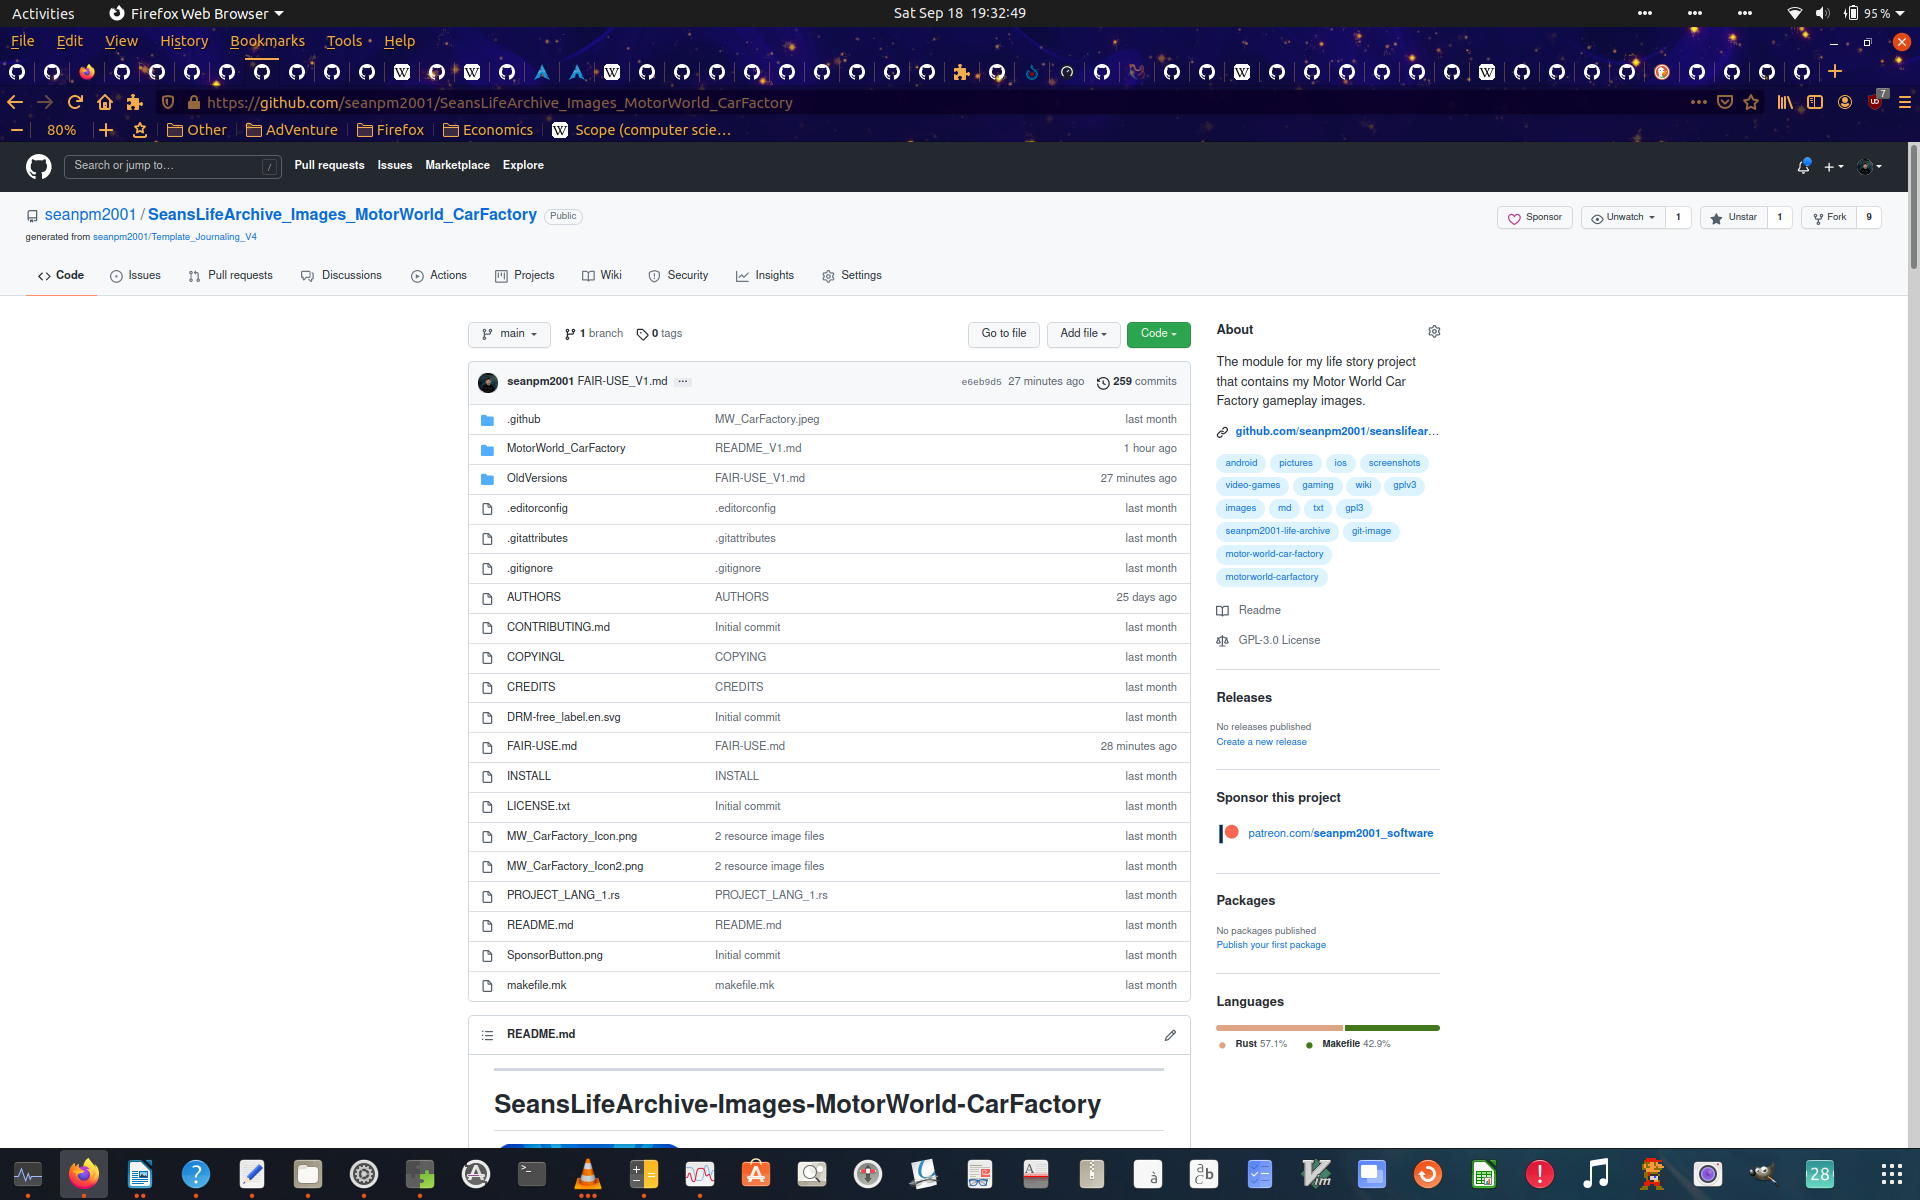 Activities Firefox Web Browser Sat Sep 18 19:32:49 95 %
File Edit View History Bookmarks Tools Help
https://github.com/seanpm2001/SeansLifeArchive_Images_MotorWorld_CarFactory 7
80% Other AdVenture Firefox Economics Scope (computer scie…
Search or jump to… / Pull requests Issues Marketplace Explore
seanpm2001 / SeansLifeArchive_Images_MotorWorld_CarFactory Public Sponsor Unwatch 1 Unstar 1 Fork 9
generated from seanpm2001/Template_Journaling_V4
Code Issues Pull requests Discussions Actions Projects Wiki Security Insights Settings
main 1 branch 0 tags Go to file Add file Code
seanpm2001 FAIR-USE_V1.md ... e6eb9d5 27 minutes ago 259 commits
.github MW_CarFactory.jpeg last month
MotorWorld_CarFactory README_V1.md 1 hour ago
OldVersions FAIR-USE_V1.md 27 minutes ago
.editorconfig .editorconfig last month
.gitattributes .gitattributes last month
.gitignore .gitignore last month
AUTHORS AUTHORS 25 days ago
CONTRIBUTING.md Initial commit last month
COPYINGL COPYING last month
CREDITS CREDITS last month
DRM-free_label.en.svg Initial commit last month
FAIR-USE.md FAIR-USE.md 28 minutes ago
INSTALL INSTALL last month
LICENSE.txt Initial commit last month
MW_CarFactory_Icon.png 2 resource image files last month
MW_CarFactory_Icon2.png 2 resource image files last month
PROJECT_LANG_1.rs PROJECT_LANG_1.rs last month
README.md README.md last month
SponsorButton.png Initial commit last month
makefile.mk makefile.mk last month
README.md
SeansLifeArchive-Images-MotorWorld-CarFactory
About
The module for my life story project
that contains my Motor World Car
Factory gameplay images.
github.com/seanpm2001/seanslifear…
android pictures ios screenshots
video-games gaming wiki gplv3
images md txt gpl3
seanpm2001-life-archive git-image
motor-world-car-factory
motorworld-carfactory
Readme
GPL-3.0 License
Releases
No releases published
Create a new release
Sponsor this project
patreon.com/seanpm2001_software
Packages
No packages published
Publish your first package
Languages
Rust 57.1% Makefile 42.9%
28